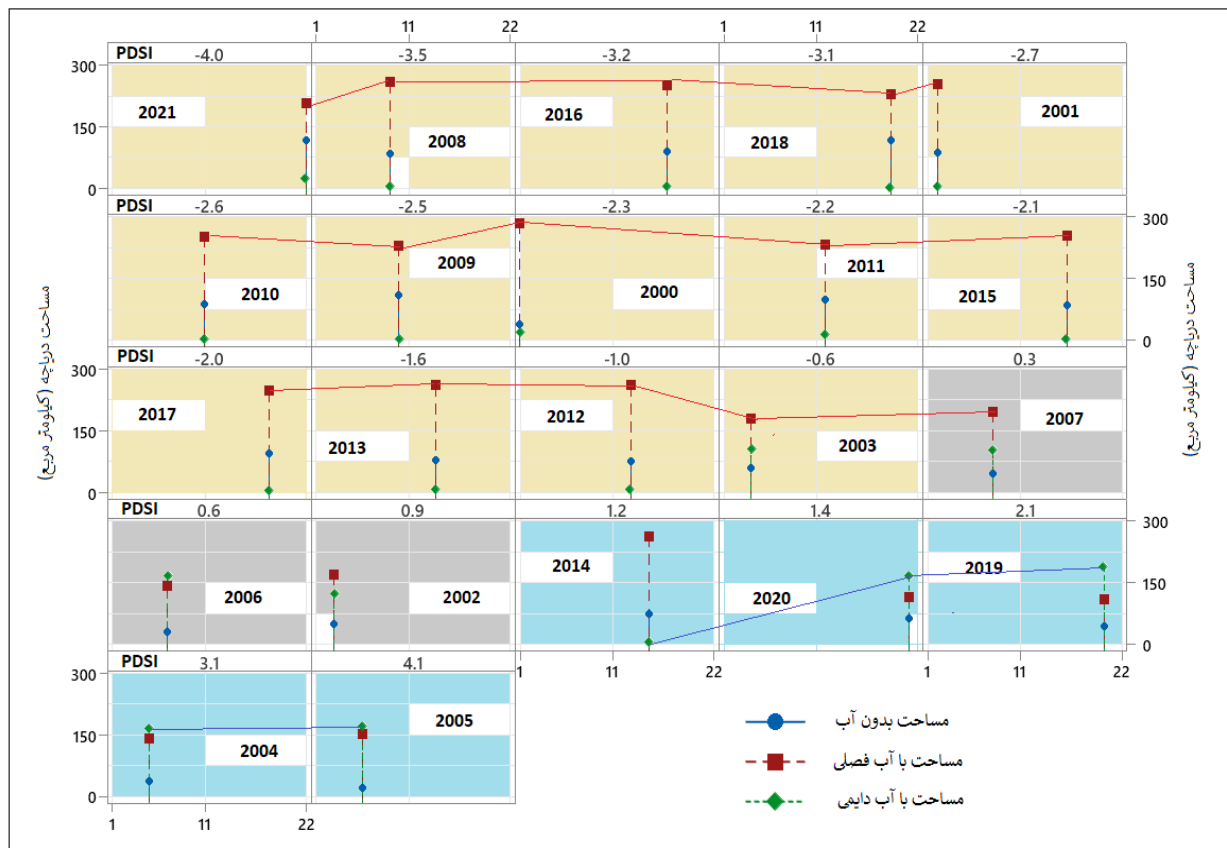 1 11 22 1 11 22
PDSI -4.0 -3.5 -3.2 -3.1 -2.7
300
150
0
2021 2008 2016 2018 2001
PDSI -2.6 -2.5 -2.3 -2.2 -2.1
300
150
0
2010 2009 2000 2011 2015
PDSI -2.0 -1.6 -1.0 -0.6 0.3
300
150
0
2017 2013 2012 2003 2007
PDSI 0.6 0.9 1.2 1.4 2.1
300
150
0
2006 2002 2014 2020 2019
1 11 22 1 11 22
PDSI 3.1 4.1
300
150
0
2004 2005
1 11 22
مساحت دریاچه (کیلومتر مربع)
مساحت دریاچه (کیلومتر مربع)
مساحت بدون آب
مساحت با آب فصلی
مساحت با آب دایمی